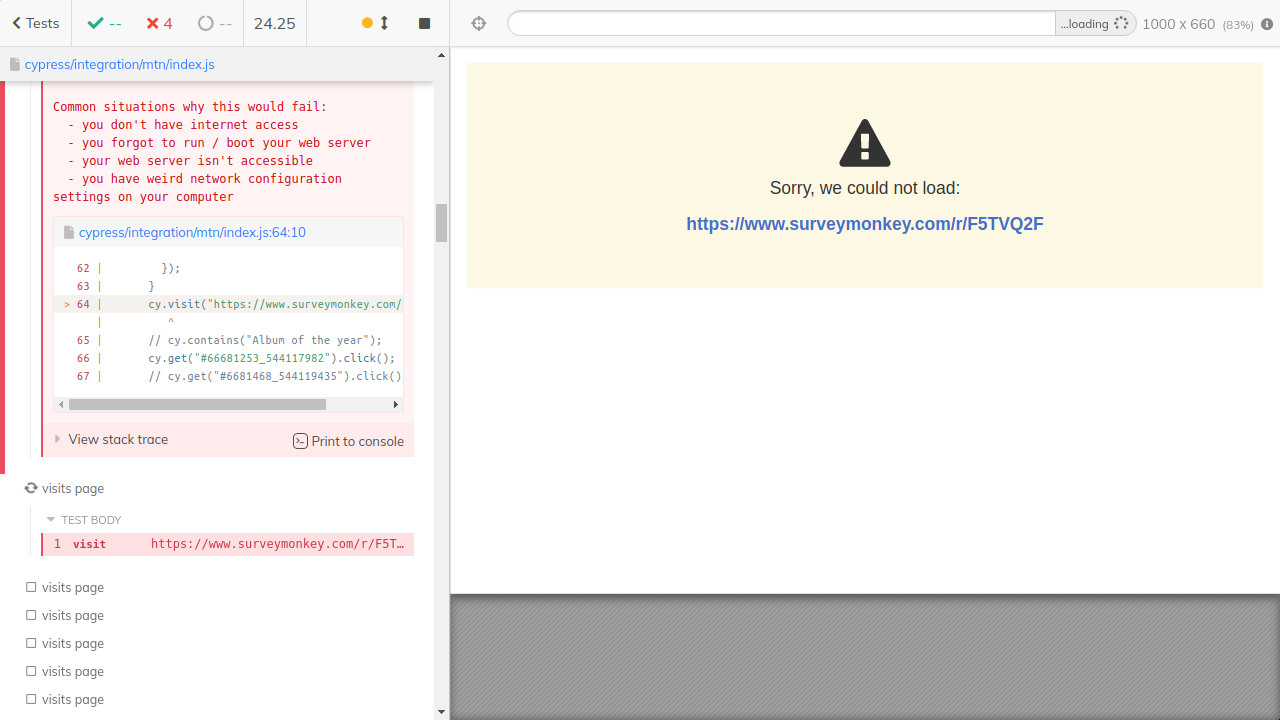 Tests
--
4
--
24.25
...loading
1000 x 660 (83%)
cypress/integration/mtn/index.js
Common situations why this would fail:
- you don't have internet access
- you forgot to run / boot your web server
- your web server isn't accessible
- you have weird network configuration
settings on your computer
cypress/integration/mtn/index.js:64:10
62 | });
63 | }
> 64 | cy.visit("https://www.surveymonkey.com/
| ^
65 | // cy.contains("Album of the year");
66 | cy.get("#66681253_544117982").click();
67 | // cy.get("#6681468_544119435").click()
View stack trace
Print to console
visits page
TEST BODY
1 visit https://www.surveymonkey.com/r/F5T…
visits page
visits page
visits page
visits page
visits page
Sorry, we could not load:
https://www.surveymonkey.com/r/F5TVQ2F